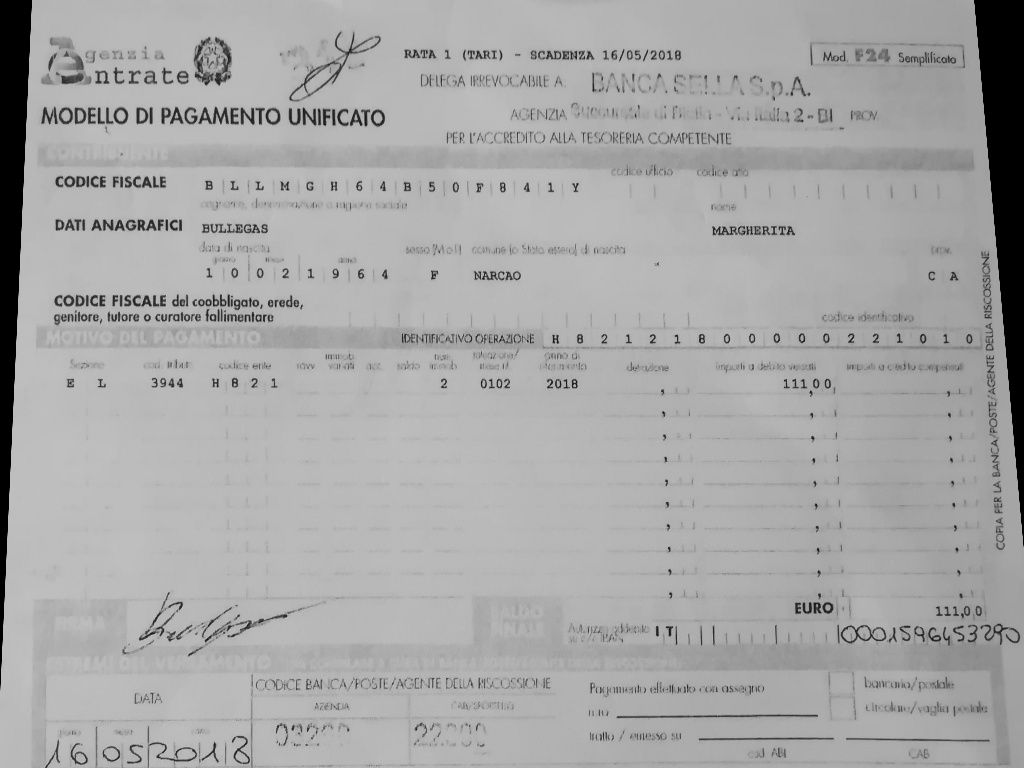 Agenzia Entrate
RATA 1 (TARI) - SCADENZA 16/05/2018
Mod. F24 Semplificato
DELEGA IRREVOCABILE A: BANCA SELLA S.p.A.
MODELLO DI PAGAMENTO UNIFICATO
AGENZIA Succursale di Biella - Via Italia 2 - BI PROV.
PER L'ACCREDITO ALLA TESORERIA COMPETENTE
CONTRIBUENTE
codice ufficio codice atto
CODICE FISCALE B L L M G H 6 4 B 5 0 F 8 4 1 Y
cognome, denominazione o ragione sociale nome
DATI ANAGRAFICI BULLEGAS MARGHERITA
data di nascita sesso (M o F) comune (o Stato estero) di nascita prov.
giorno mese anno
1 0 0 2 1 9 6 4 F NARCAO C A
CODICE FISCALE del coobbligato, erede,
genitore, tutore o curatore fallimentare codice identificativo
MOTIVO DEL PAGAMENTO IDENTIFICATIVO OPERAZIONE H 8 2 1 2 1 8 0 0 0 0 2 2 1 0 1 0
Sezione cod. tributo codice ente ravv. immob. variati acc. saldo num. immob. rateazione/ mese rif. anno di riferimento detrazione importi a debito versati importi a credito compensati
E L 3944 H 8 2 1 2 0102 2018 111,00
EURO 111,00
FIRMA SALDO FINALE
Autorizzo addebito su c/c IBAN I T 10001596453290
ESTREMI DEL VERSAMENTO
DATA CODICE BANCA/POSTE/AGENTE DELLA RISCOSSIONE
AZIENDA CAB/SPORTELLO
Pagamento effettuato con assegno bancario/postale
circolare/vaglia postale
tratto / emesso su
giorno mese anno
16052018
cod. ABI CAB
COPIA PER LA BANCA/POSTE/AGENTE DELLA RISCOSSIONE